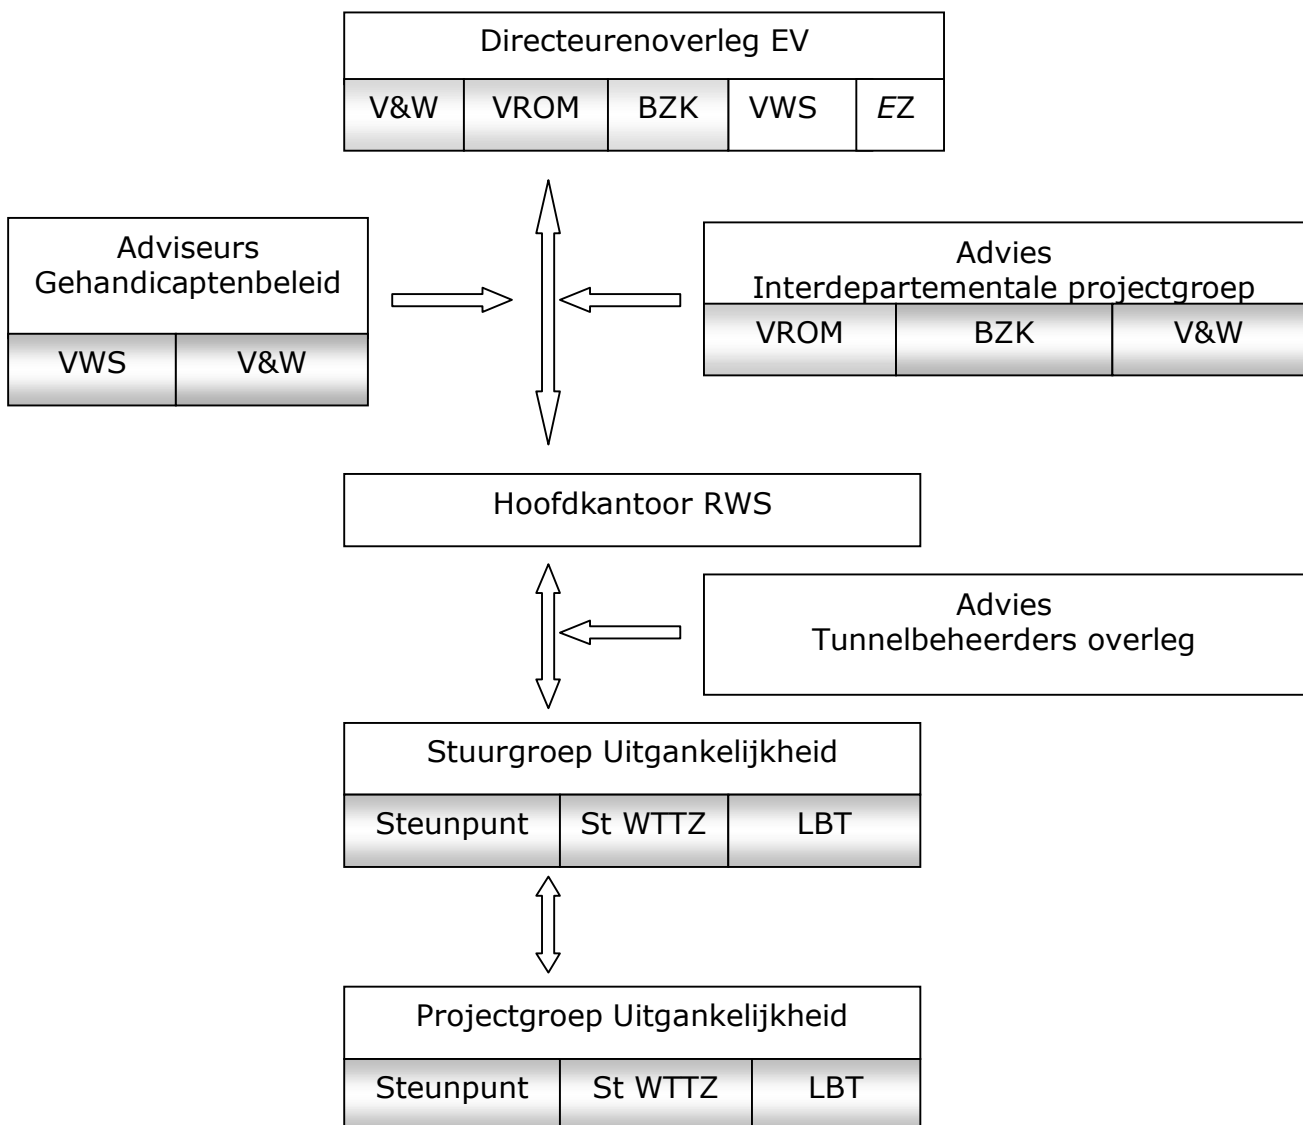 Directeurenoverleg EV
V&W VROM BZK VWS EZ
Adviseurs
Gehandicaptenbeleid
VWS V&W
Advies
Interdepartementale projectgroep
VROM BZK V&W
Hoofdkantoor RWS
Advies
Tunnelbeheerders overleg
Stuurgroep Uitgankelijkheid
Steunpunt St WTTZ LBT
Projectgroep Uitgankelijkheid
Steunpunt St WTTZ LBT